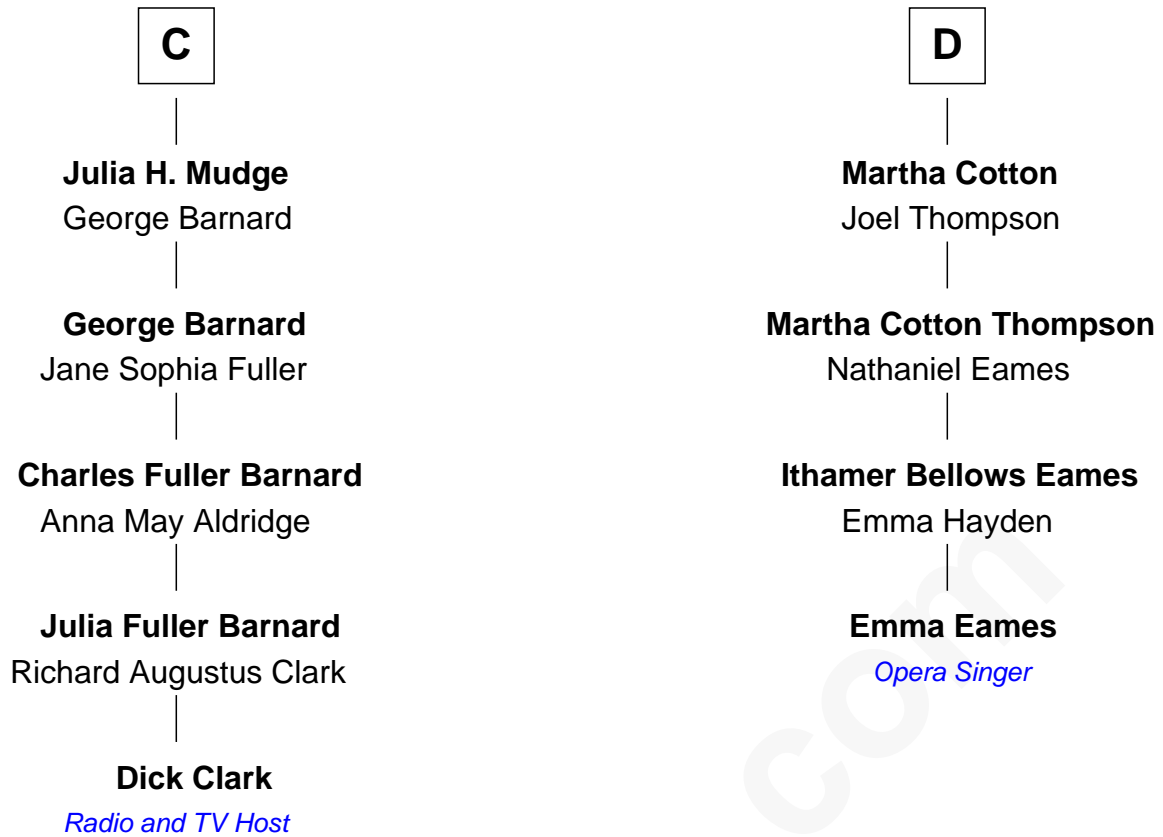 C
Julia H. Mudge
George Barnard
George Barnard
Jane Sophia Fuller
Charles Fuller Barnard
Anna May Aldridge
Julia Fuller Barnard
Richard Augustus Clark
Dick Clark
Radio and TV Host
D
Martha Cotton
Joel Thompson
Martha Cotton Thompson
Nathaniel Eames
Ithamer Bellows Eames
Emma Hayden
Emma Eames
Opera Singer
com